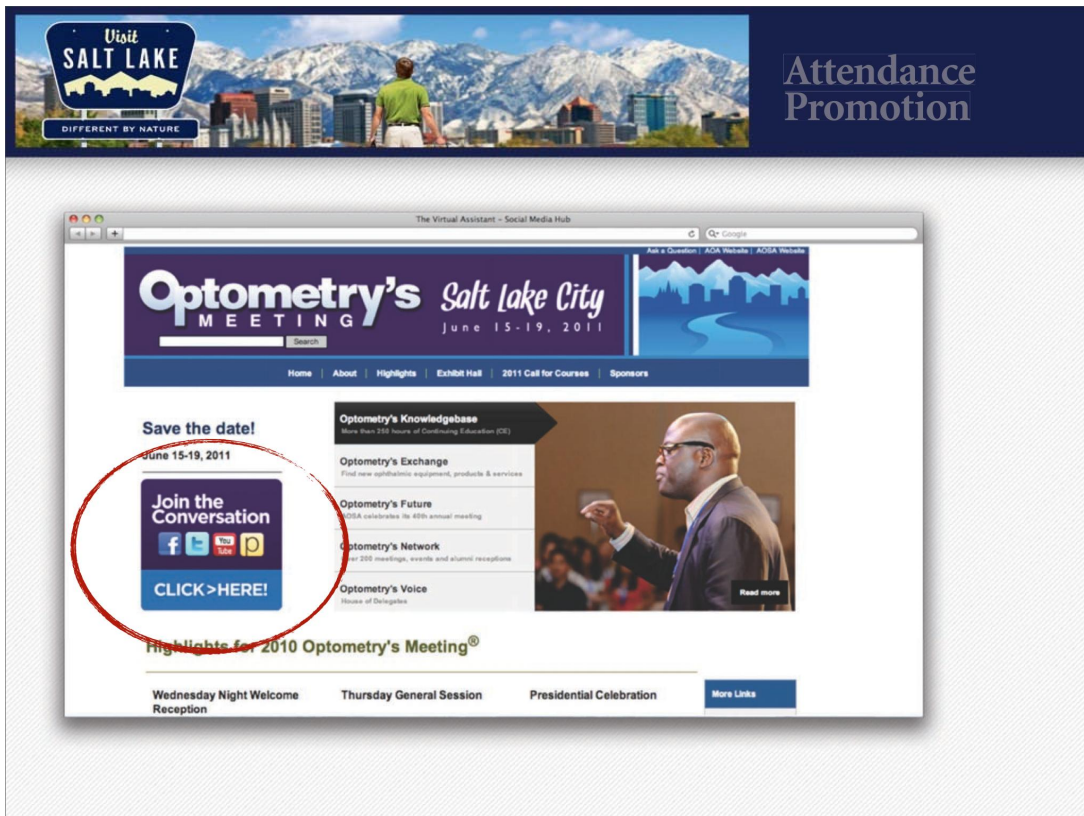 Visit
SALT LAKE
DIFFERENT BY NATURE
Attendance
Promotion
The Virtual Assistant - Social Media Hub
Google
Ask a Question | AOA Website | AOSA Website
Optometry's
MEETING
Salt Lake City
June 15-19, 2011
Search
Home | About | Highlights | Exhibit Hall | 2011 Call for Courses | Sponsors
Save the date!
June 15-19, 2011
Join the
Conversation
f t You Tube p
CLICK>HERE!
Optometry's Knowledgebase
More than 250 hours of Continuing Education (CE)
Optometry's Exchange
Find new ophthalmic equipment, products & services
Optometry's Future
AOSA celebrates its 40th annual meeting
Optometry's Network
Over 200 meetings, events and alumni receptions
Optometry's Voice
House of Delegates
Read more
Highlights for 2010 Optometry's Meeting®
Wednesday Night Welcome
Reception
Thursday General Session
Presidential Celebration
More Links